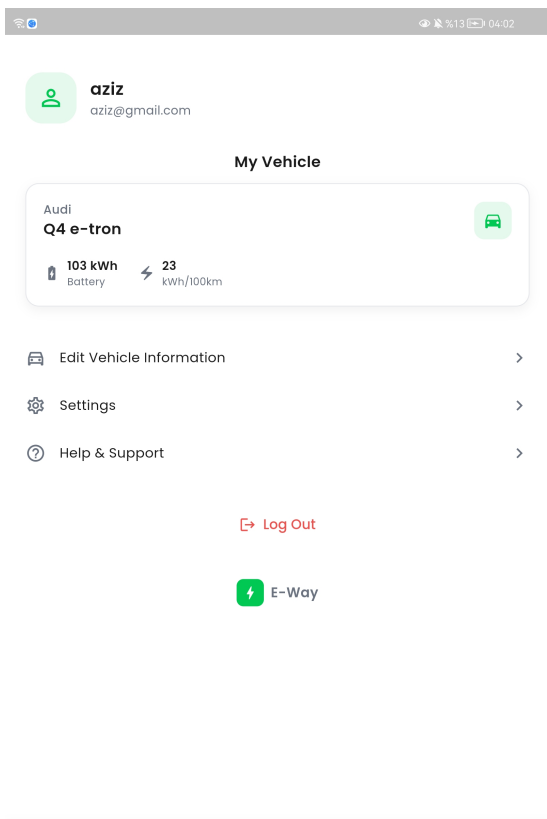 %13 04:02
aziz
aziz@gmail.com
My Vehicle
Audi
Q4 e-tron
103 kWh
Battery
23
kWh/100km
Edit Vehicle Information
Settings
Help & Support
Log Out
E-Way